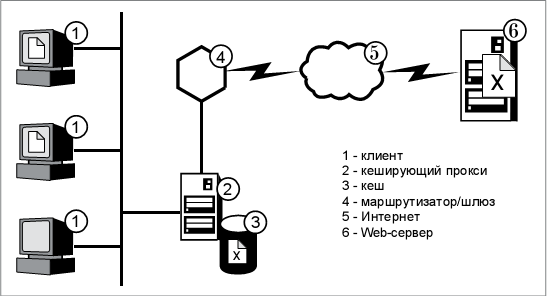 1
1
1
4
5
6
X
2
3
X
1 - клиент
2 - кеширующий прокси
3 - кеш
4 - маршрутизатор/шлюз
5 - Интернет
6 - Web-сервер